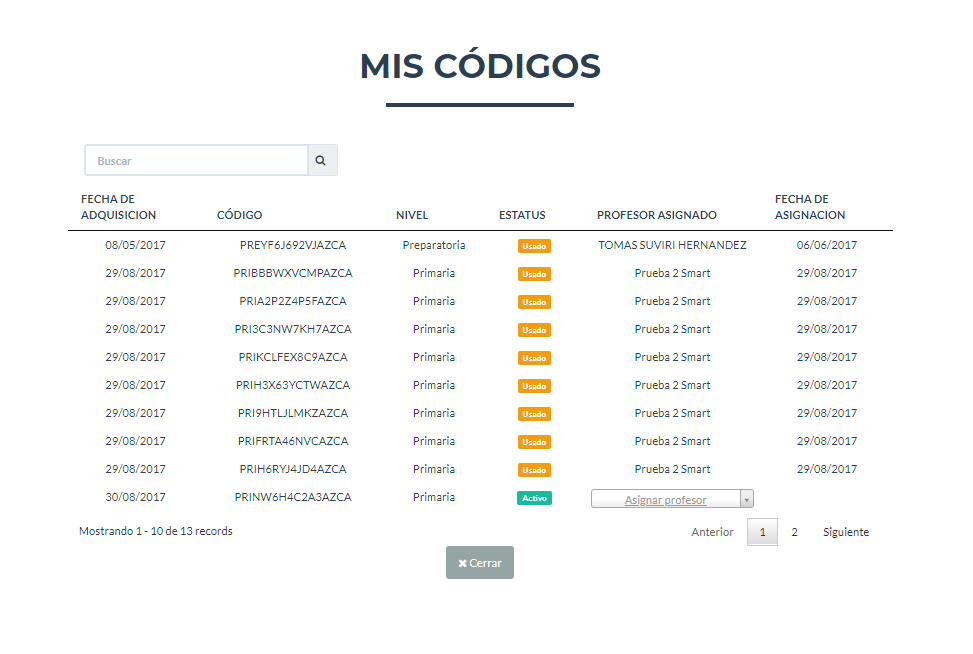 MIS CÓDIGOS
Buscar
FECHA DE ADQUISICION CÓDIGO NIVEL ESTATUS PROFESOR ASIGNADO FECHA DE ASIGNACION
08/05/2017 PREYF6J692VJAZCA Preparatoria Usado TOMAS SUVIRI HERNANDEZ 06/06/2017
29/08/2017 PRIBBBWXVCMPAZCA Primaria Usado Prueba 2 Smart 29/08/2017
29/08/2017 PRIA2P2Z4P5FAZCA Primaria Usado Prueba 2 Smart 29/08/2017
29/08/2017 PRI3C3NW7KH7AZCA Primaria Usado Prueba 2 Smart 29/08/2017
29/08/2017 PRIKCLFEX8C9AZCA Primaria Usado Prueba 2 Smart 29/08/2017
29/08/2017 PRIH3X63YCTWAZCA Primaria Usado Prueba 2 Smart 29/08/2017
29/08/2017 PRI9HTLJLMKZAZCA Primaria Usado Prueba 2 Smart 29/08/2017
29/08/2017 PRIFRTA46NVCAZCA Primaria Usado Prueba 2 Smart 29/08/2017
29/08/2017 PRIH6RYJ4JD4AZCA Primaria Usado Prueba 2 Smart 29/08/2017
30/08/2017 PRINW6H4C2A3AZCA Primaria Activo Asignar profesor
Mostrando 1 - 10 de 13 records Anterior 1 2 Siguiente
Cerrar